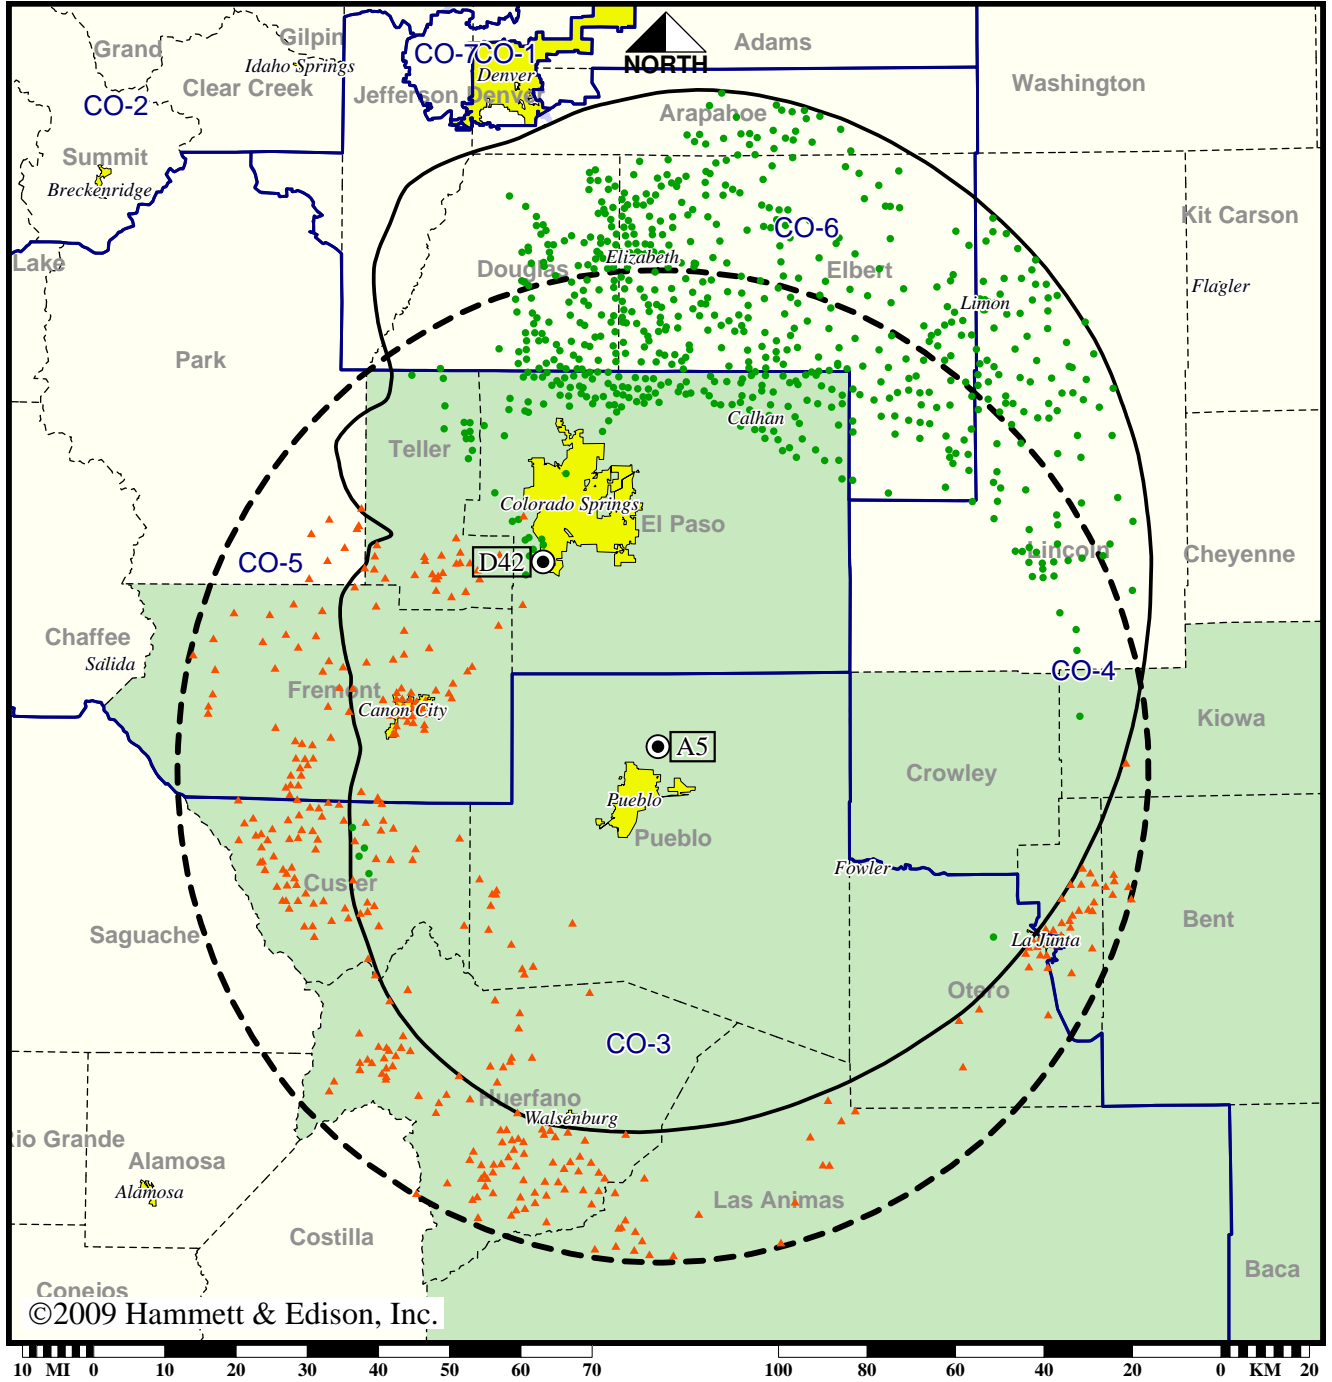 Grand
Gilpin
Idaho Springs
Clear Creek
CO-7
CO-1
Denver
Jefferson
Denver
NORTH
Adams
Washington
CO-2
Arapahoe
Summit
Breckenridge
Kit Carson
CO-6
Lake
Douglas
Elizabeth
Elbert
Flagler
Limon
Park
Calhan
Teller
Colorado Springs
El Paso
CO-5
D42
Lincoln
Cheyenne
Chaffee
Salida
CO-4
Fremont
Canon City
Kiowa
A5
Crowley
Pueblo
Pueblo
Fowler
Custer
Bent
Saguache
La Junta
Otero
CO-3
Huerfano
Walsenburg
Rio Grande
Alamosa
Alamosa
Las Animas
Costilla
Baca
Conejos
©2009 Hammett & Edison, Inc.
10 MI 0 10 20 30 40 50 60 70 100 80 60 40 20 0 KM 20